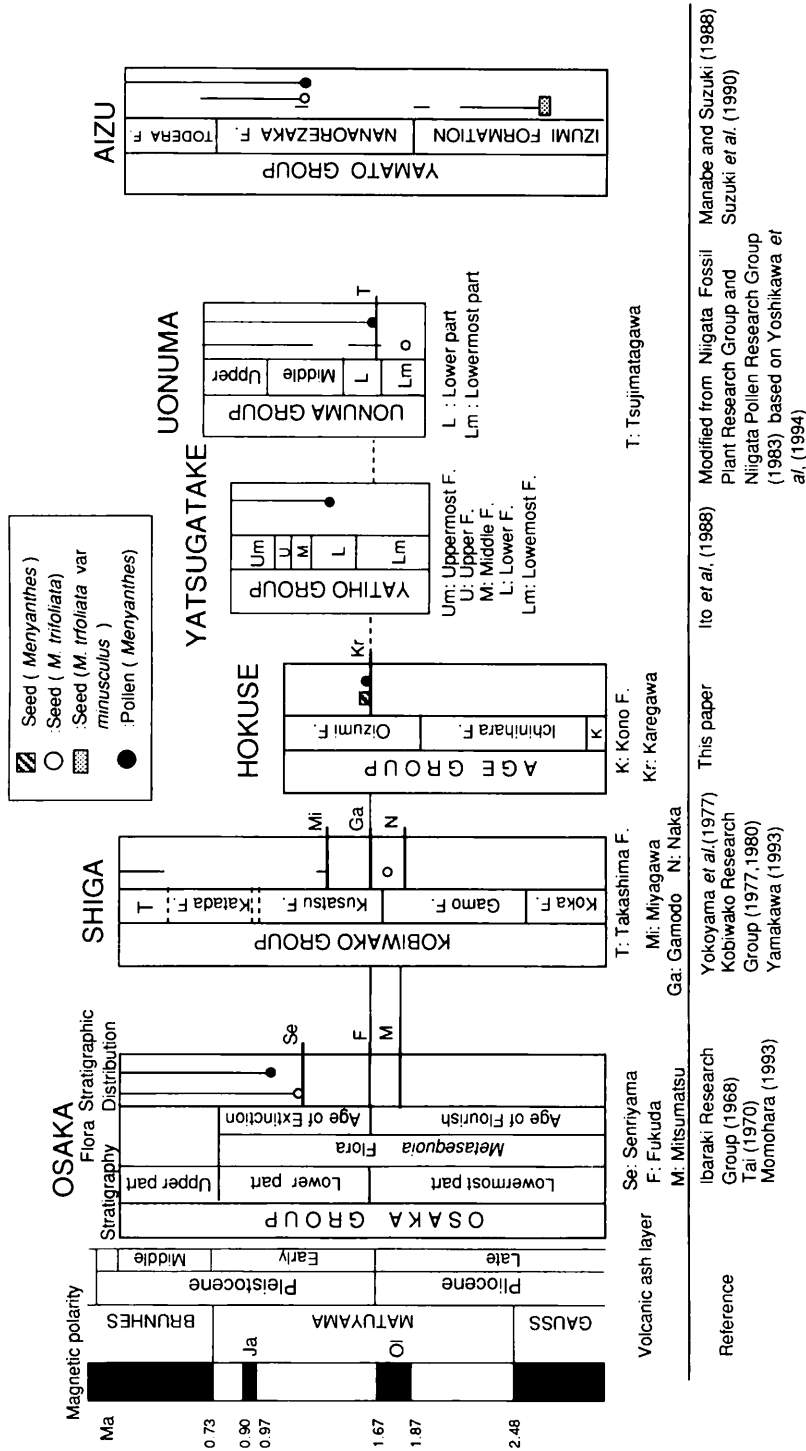 Seed ( Menyanthes )
:Seed (M. trifoliata)
:Seed (M. trfoliata var
minusculus )
:Pollen ( Menyanthes)
Magnetic polarity
Ma
0.73
0.90
0.97
1.67
1.87
2.48
Ja
Ol
BRUNHES
MATUYAMA
GAUSS
Pleistocene
Pliocene
Middle
Early
Late
OSAKA
Stratigraphy
Flora
Stratigraphic
Distribution
OSAKA GROUP
Upper part
Lower part
Lowermost part
Metasequoia Flora
Age of Extinction
Age of Flourish
Se
F
M
SHIGA
KOBIWAKO GROUP
T
Katada F.
Kusatsu F.
Gamo F.
Koka F.
Mi
Ga
N
HOKUSE
AGE GROUP
Oizumi F.
Ichinihara F.
K
Kr
YATSUGATAKE
YATIHO GROUP
Um
U
M
L
Lm
UONUMA
UONUMA GROUP
Upper
Middle
L
Lm
T
AIZU
YAMATO GROUP
TODERA F.
NANAOREZAKA F.
IZUMI FORMATION
Volcanic ash layer
Se: Senriyama
F: Fukuda
M: Mitsumatsu
T: Takashima F.
Mi: Miyagawa
Ga: Gamodo N: Naka
K: Kono F.
Kr: Karegawa
Um: Uppermost F.
U: Upper F.
M: Middle F.
L: Lower F.
Lm: Lowemost F.
L : Lower part
Lm : Lowermost part
T: Tsujimatagawa
Reference
Ibaraki Research
Group (1968)
Tai (1970)
Momohara (1993)
Yokoyama et al.(1977)
Kobiwako Research
Group (1977,1980)
Yamakawa (1993)
This paper
Ito et al, (1988)
Modified from Niigata Fossil
Plant Research Group and
Niigata Pollen Research Group
(1983) based on Yoshikawa et
al, (1994)
Manabe and Suzuki (1988)
Suzuki et al. (1990)